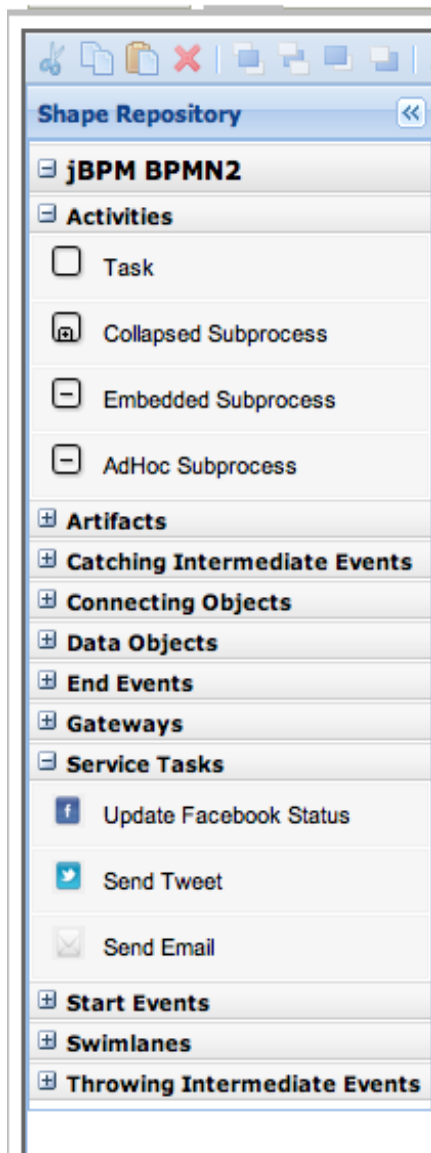 Shape Repository
jBPM BPMN2
Activities
Task
Collapsed Subprocess
Embedded Subprocess
AdHoc Subprocess
Artifacts
Catching Intermediate Events
Connecting Objects
Data Objects
End Events
Gateways
Service Tasks
Update Facebook Status
Send Tweet
Send Email
Start Events
Swimlanes
Throwing Intermediate Events